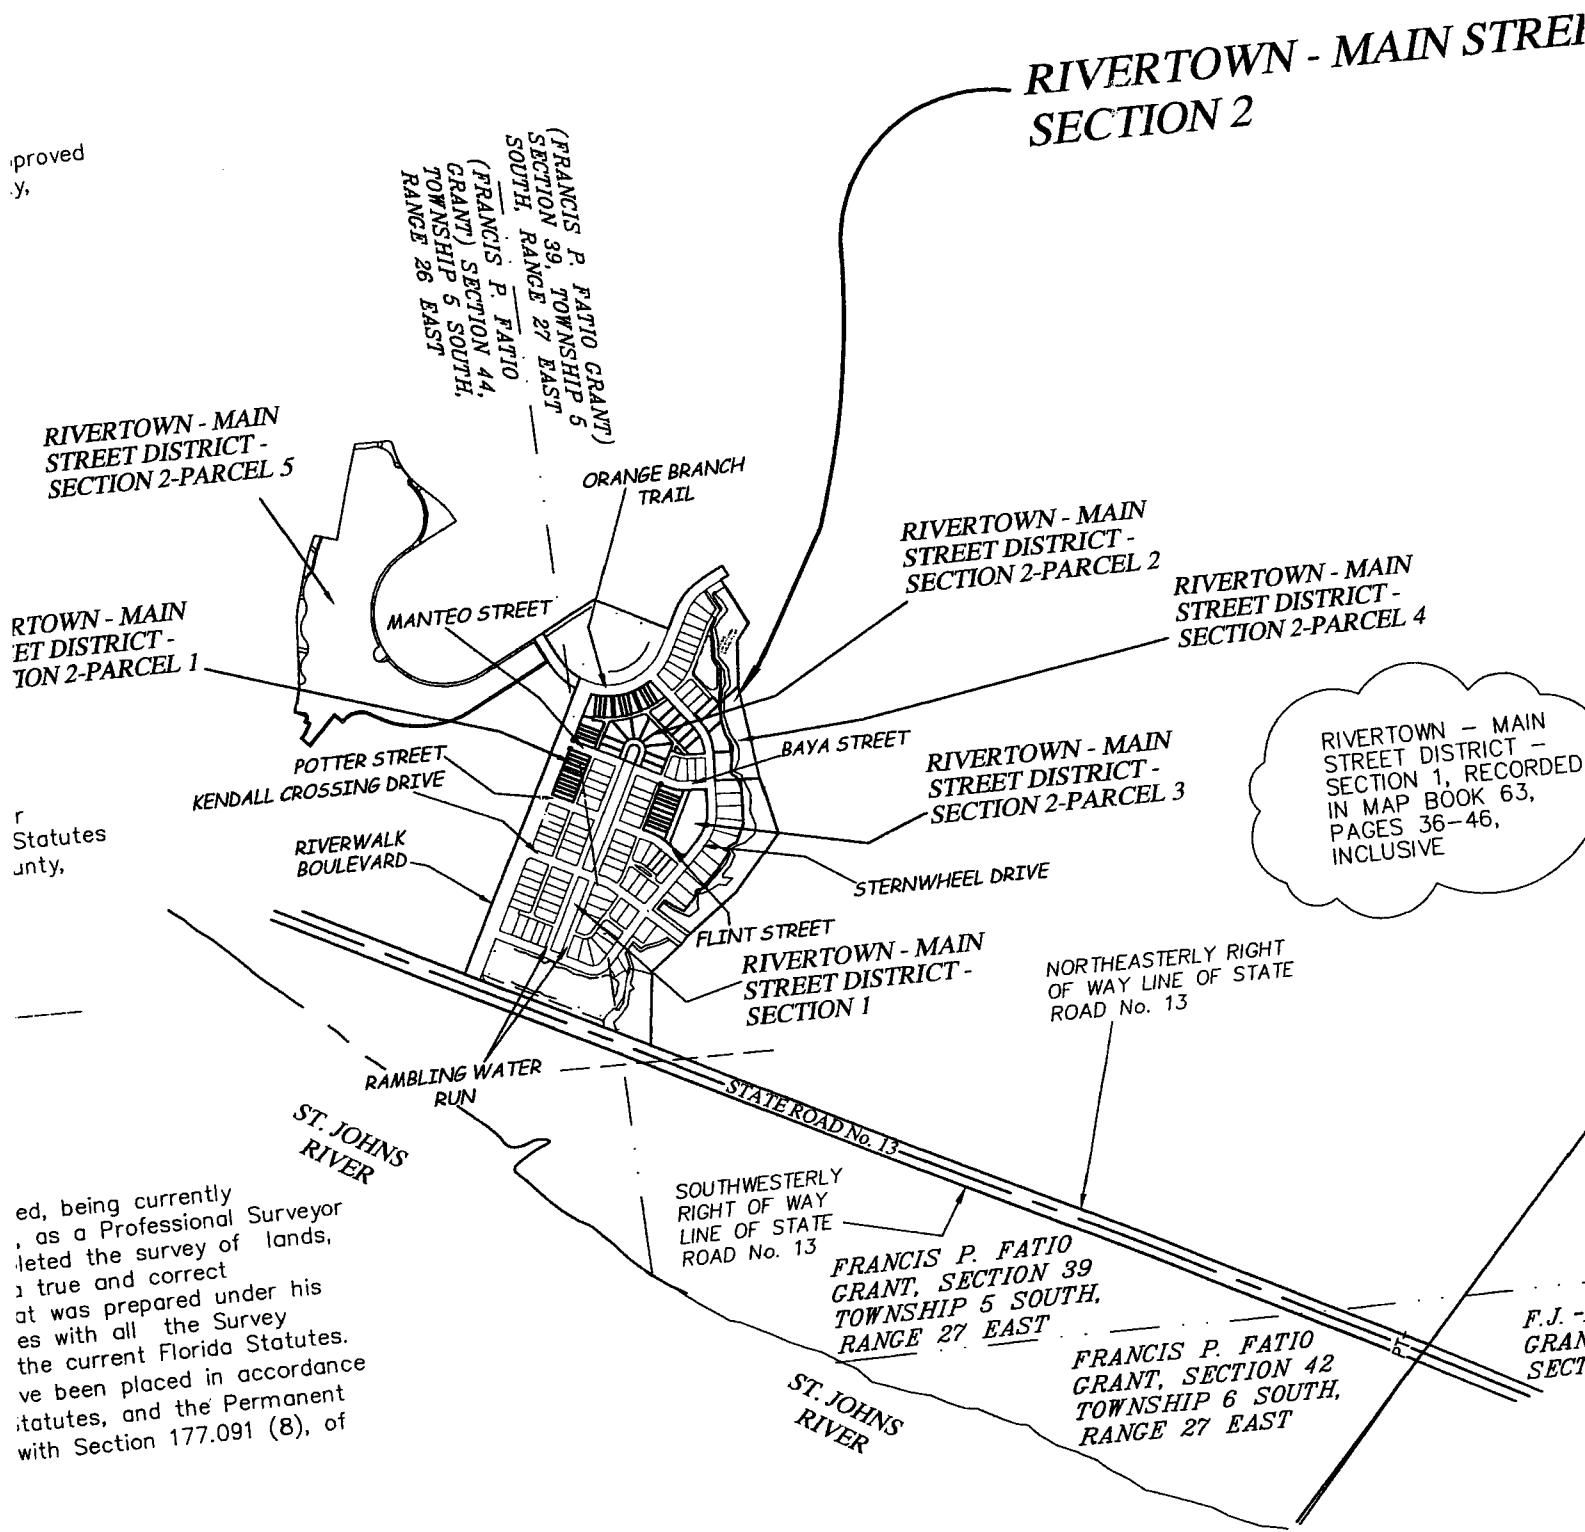 RIVERTOWN - MAIN
SECTION 2
y,
(FRANCIS P. FATIO GRANT)
SECTION 39, TOWNSHIP 5
SOUTH, RANGE 27 EAST
(FRANCIS P. FATIO
GRANT) SECTION 44,
TOWNSHIP 5 SOUTH,
RANGE 26 EAST
RIVERTOWN - MAIN
STREET DISTRICT -
SECTION 2-PARCEL 5
ORANGE BRANCH
TRAIL
RIVERTOWN - MAIN
STREET DISTRICT -
SECTION 2-PARCEL 2
RIVERTOWN - MAIN
STREET DISTRICT -
SECTION 2-PARCEL 4
MANTEO STREET
RTOWN - MAIN
ET DISTRICT -
ION 2-PARCEL 1
POTTER STREET
KENDALL CROSSING DRIVE
RIVERWALK
BOULEVARD
BAYA STREET
RIVERTOWN - MAIN
STREET DISTRICT -
SECTION 2-PARCEL 3
RIVERTOWN - MAIN
STREET DISTRICT -
SECTION 1, RECORDED
IN MAP BOOK 63,
PAGES 36-46,
INCLUSIVE
r
Statutes
unty,
STERNWHEEL DRIVE
FLINT STREET
RIVERTOWN - MAIN
STREET DISTRICT -
SECTION 1
NORTHEASTERLY RIGHT
OF WAY LINE OF STATE
ROAD No. 13
RAMBLING WATER
RUN
STATE ROAD No. 13
ST. JOHNS
RIVER
SOUTHWESTERLY
RIGHT OF WAY
LINE OF STATE
ROAD No. 13
ed, being currently
, as a Professional Surveyor
leted the survey of lands,
true and correct
at was prepared under his
es with all the Survey
the current Florida Statutes.
ve been placed in accordance
tatutes, and the Permanent
with Section 177.091 (8), of
FRANCIS P. FATIO
GRANT, SECTION 39
TOWNSHIP 5 SOUTH,
RANGE 27 EAST
FRANCIS P. FATIO
GRANT, SECTION 42
TOWNSHIP 6 SOUTH,
RANGE 27 EAST
PT.
F.J.
GRAN
SECT
ST. JOHNS
RIVER